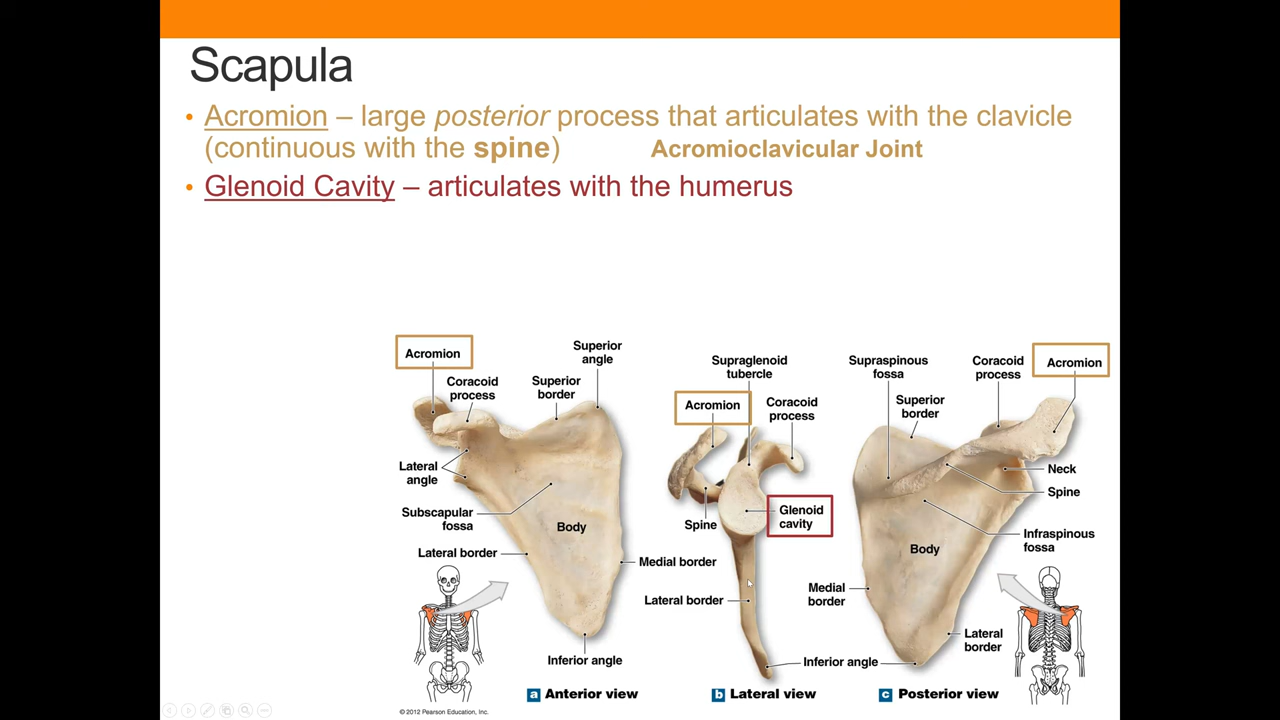 Scapula
• Acromion – large posterior process that articulates with the clavicle
(continuous with the spine) Acromioclavicular Joint
• Glenoid Cavity – articulates with the humerus
Acromion
Coracoid
process
Superior
border
Superior
angle
Lateral
angle
Subscapular
fossa
Body
Lateral border
Medial border
Inferior angle
a Anterior view
Supraglenoid
tubercle
Acromion
Coracoid
process
Spine
Glenoid
cavity
Lateral border
Inferior angle
b Lateral view
Supraspinous
fossa
Superior
border
Coracoid
process
Acromion
Neck
Spine
Infraspinous
fossa
Body
Medial
border
Lateral
border
c Posterior view
© 2012 Pearson Education, Inc.